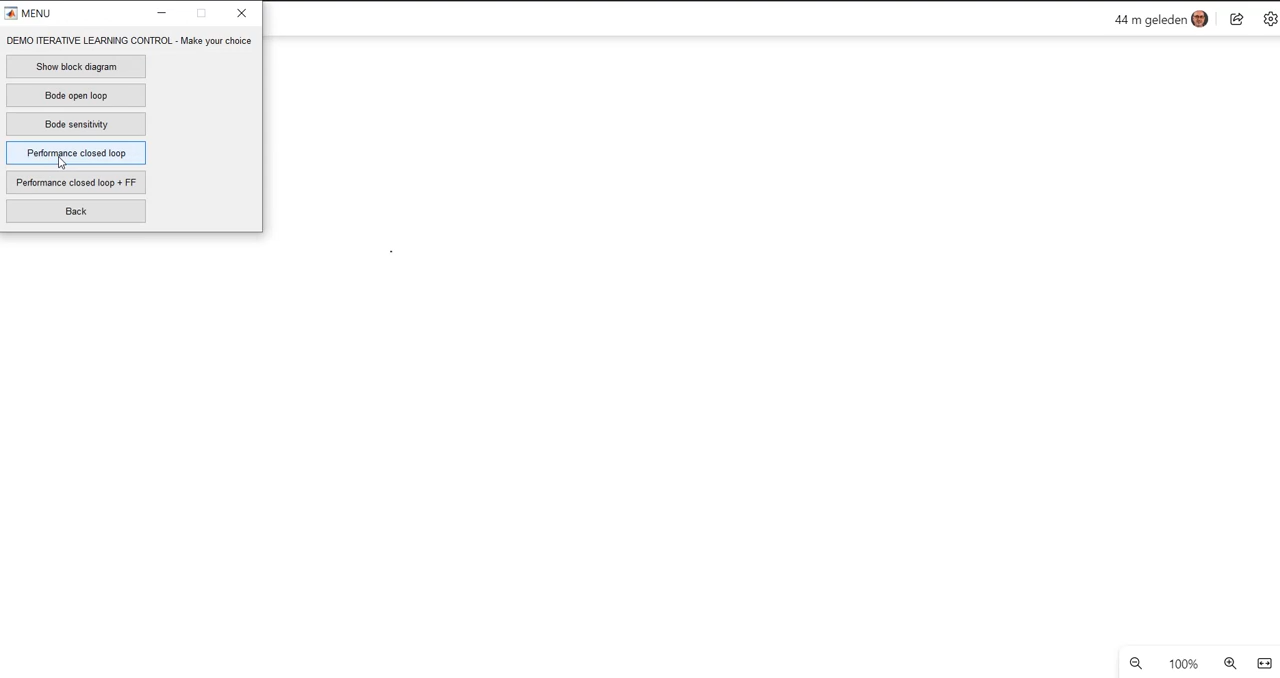 MENU
44 m geleden
DEMO ITERATIVE LEARNING CONTROL - Make your choice
Show block diagram
Bode open loop
Bode sensitivity
Performance closed loop
Performance closed loop + FF
Back
100%